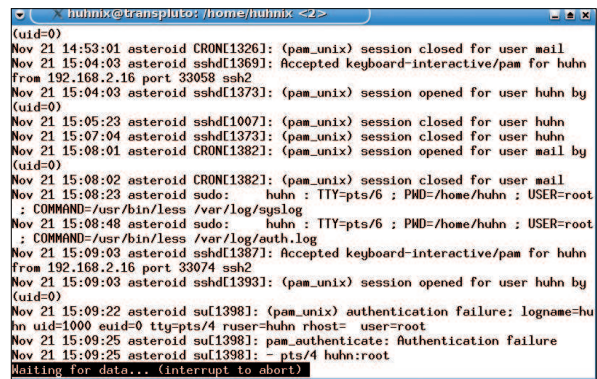 huhnix@transpluto: /home/huhnix <2>
(uid=0)
Nov 21 14:53:01 asteroid CRON[1326]: (pam_unix) session closed for user mail
Nov 21 15:04:03 asteroid sshd[1369]: Accepted keyboard-interactive/pam for huhn
from 192.168.2.16 port 33058 ssh2
Nov 21 15:04:03 asteroid sshd[1373]: (pam_unix) session opened for user huhn by
(uid=0)
Nov 21 15:05:23 asteroid sshd[1007]: (pam_unix) session closed for user huhn
Nov 21 15:07:04 asteroid sshd[1373]: (pam_unix) session closed for user huhn
Nov 21 15:08:01 asteroid CRON[1382]: (pam_unix) session opened for user mail by
(uid=0)
Nov 21 15:08:02 asteroid CRON[1382]: (pam_unix) session closed for user mail
Nov 21 15:08:23 asteroid sudo:     huhn : TTY=pts/6 ; PWD=/home/huhn ; USER=root
 ; COMMAND=/usr/bin/less /var/log/syslog
Nov 21 15:08:48 asteroid sudo:     huhn : TTY=pts/6 ; PWD=/home/huhn ; USER=root
 ; COMMAND=/usr/bin/less /var/log/auth.log
Nov 21 15:09:03 asteroid sshd[1387]: Accepted keyboard-interactive/pam for huhn
from 192.168.2.16 port 33074 ssh2
Nov 21 15:09:03 asteroid sshd[1393]: (pam_unix) session opened for user huhn by
(uid=0)
Nov 21 15:09:22 asteroid su[1398]: (pam_unix) authentication failure; logname=hu
hn uid=1000 euid=0 tty=pts/4 ruser=huhn rhost=  user=root
Nov 21 15:09:25 asteroid su[1398]: pam_authenticate: Authentication failure
Nov 21 15:09:25 asteroid su[1398]: - pts/4 huhn:root
Waiting for data... (interrupt to abort)